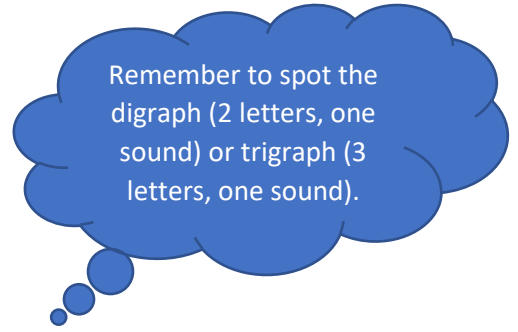 Remember to spot the
digraph (2 letters, one
sound) or trigraph (3
letters, one sound).